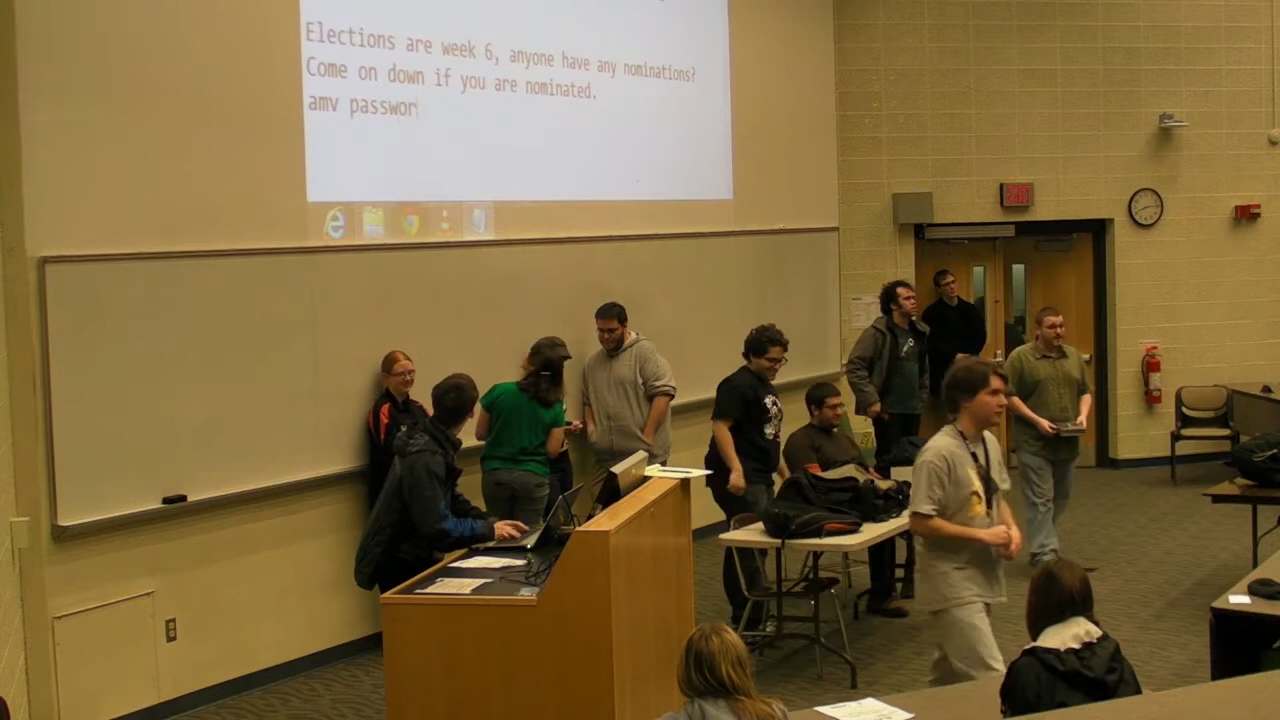 Elections are week 6, anyone have any nominations?
Come on down if you are nominated.
amv passwor